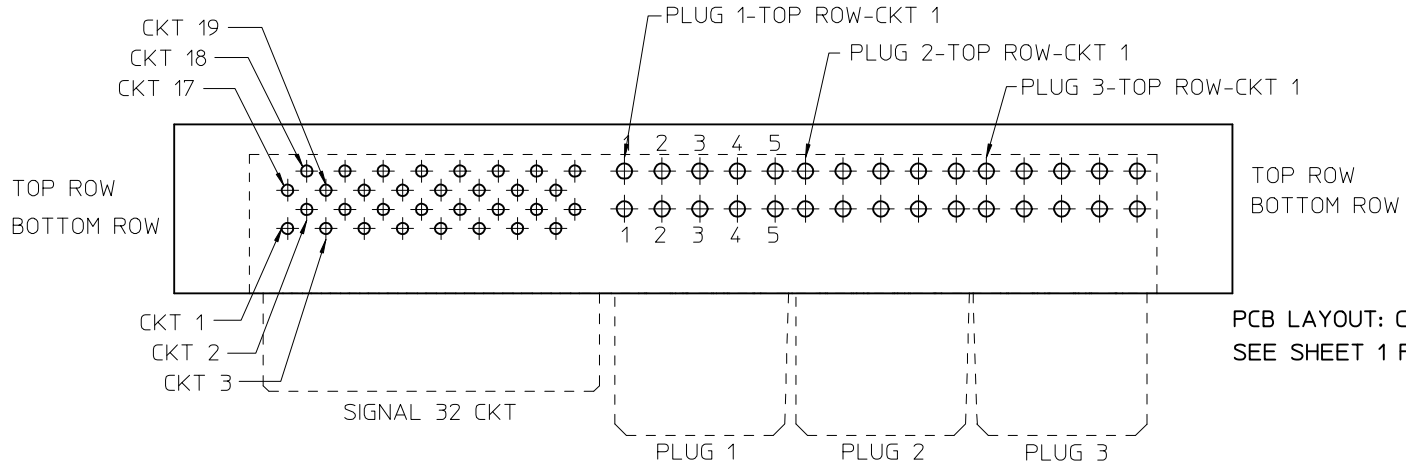 CKT 19
CKT 18
CKT 17
PLUG 1-TOP ROW-CKT 1
PLUG 2-TOP ROW-CKT 1
PLUG 3-TOP ROW-CKT 1
1 2 3 4 5
TOP ROW
BOTTOM ROW
TOP ROW
BOTTOM ROW
1 2 3 4 5
CKT 1
CKT 2
CKT 3
PCB LAYOUT: C
SEE SHEET 1 F
SIGNAL 32 CKT
PLUG 1
PLUG 2
PLUG 3